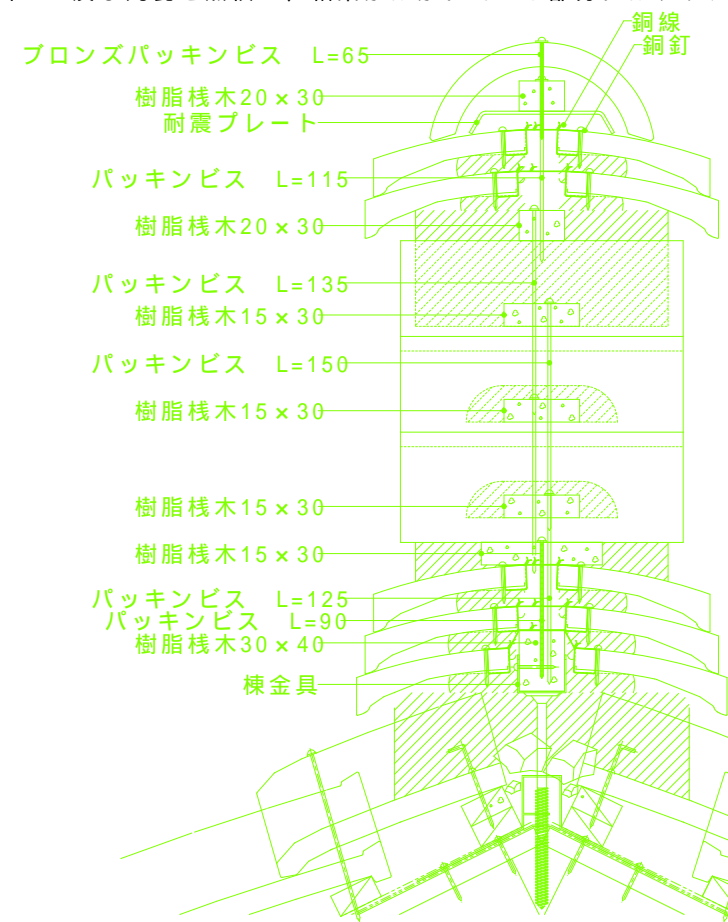 銅線
銅釘
ブロンズパッキンビス L=65
樹脂桟木20×30
耐震プレート
パッキンビス L=115
樹脂桟木20×30
パッキンビス L=135
樹脂桟木15×30
パッキンビス L=150
樹脂桟木15×30
樹脂桟木15×30
樹脂桟木15×30
パッキンビス L=125
パッキンビス L=90
樹脂桟木30×40
棟金具